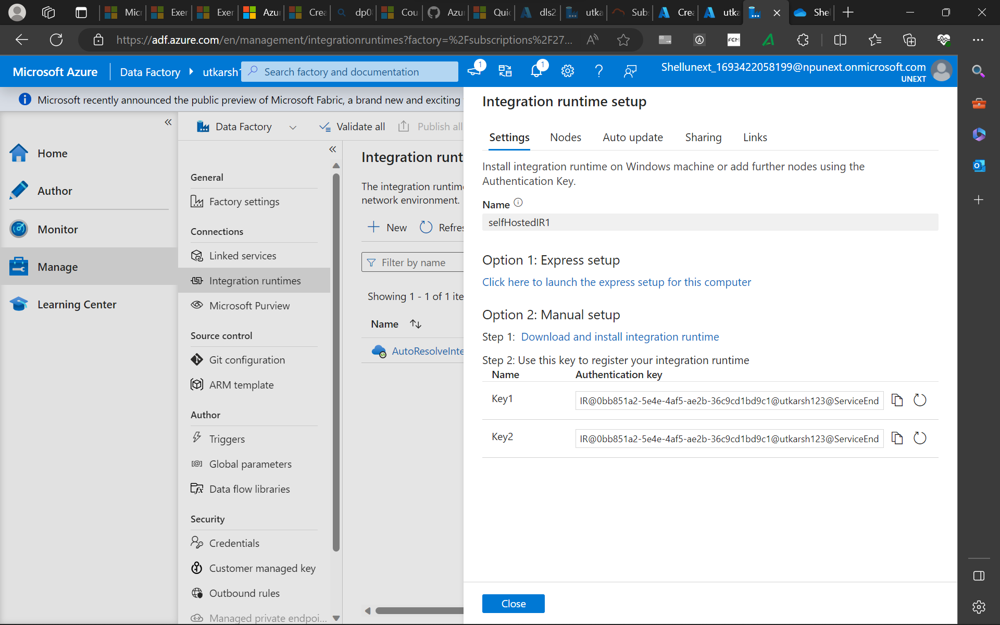 Micr
Exer
Exer
Azu
Crea
dp0
Cou
Azu
Quic
dls2
utka
Sub
Crea
utka
Shel
https://adf.azure.com/en/management/integrationruntimes?factory=%2Fsubscriptions%2F27...
Microsoft Azure
Data Factory
utkarsh1
Search factory and documentation
1
1
Shellunext_1693422058199@npunext.onmicrosoft.com
UNEXT
Microsoft recently announced the public preview of Microsoft Fabric, a brand new and exciting
Home
Author
Monitor
Manage
Learning Center
Data Factory
Validate all
Publish all
General
Factory settings
Connections
Linked services
Integration runtimes
Microsoft Purview
Source control
Git configuration
ARM template
Author
Triggers
Global parameters
Data flow libraries
Security
Credentials
Customer managed key
Outbound rules
Managed private endpoi...
Integration runt
The integration runtime
network environment.
New
Refres
Filter by name
Showing 1 - 1 of 1 ite
Name
AutoResolveInte
Integration runtime setup
Settings
Nodes
Auto update
Sharing
Links
Install integration runtime on Windows machine or add further nodes using the
Authentication Key.
Name
selfHostedIR1
Option 1: Express setup
Click here to launch the express setup for this computer
Option 2: Manual setup
Step 1: Download and install integration runtime
Step 2: Use this key to register your integration runtime
Name Authentication key
Key1 IR@0bb851a2-5e4e-4af5-ae2b-36c9cd1bd9c1@utkarsh123@ServiceEnd
Key2 IR@0bb851a2-5e4e-4af5-ae2b-36c9cd1bd9c1@utkarsh123@ServiceEnd
Close